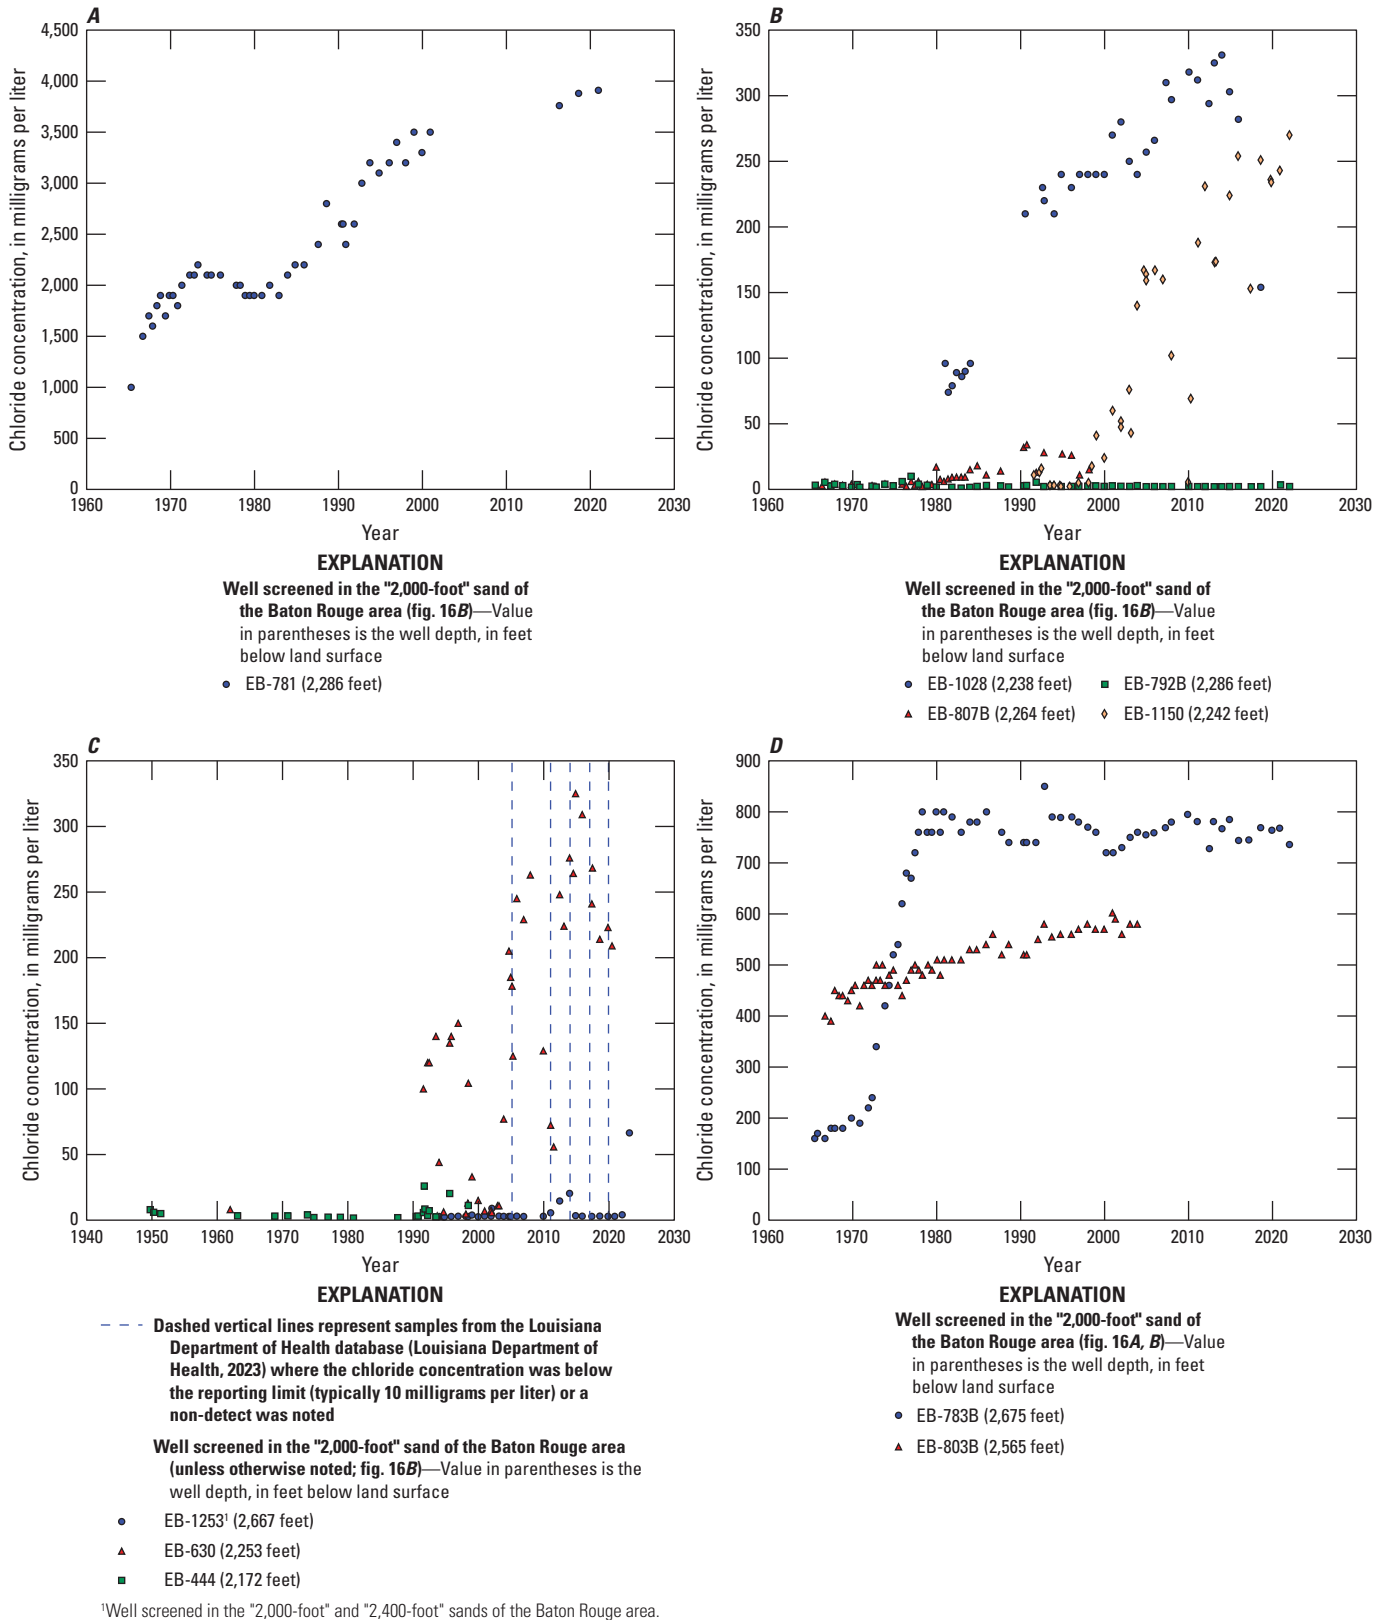 A
Chloride concentration, in milligrams per liter
4,500
4,000
3,500
3,000
2,500
2,000
1,500
1,000
500
0
1960 1970 1980 1990 2000 2010 2020 2030
Year
EXPLANATION
Well screened in the "2,000-foot" sand of
the Baton Rouge area (fig. 16B)—Value
in parentheses is the well depth, in feet
below land surface
EB-781 (2,286 feet)
B
Chloride concentration, in milligrams per liter
350
300
250
200
150
100
50
0
1960 1970 1980 1990 2000 2010 2020 2030
Year
EXPLANATION
Well screened in the "2,000-foot" sand of
the Baton Rouge area (fig. 16B)—Value
in parentheses is the well depth, in feet
below land surface
EB-1028 (2,238 feet) EB-792B (2,286 feet)
EB-807B (2,264 feet) EB-1150 (2,242 feet)
C
Chloride concentration, in milligrams per liter
350
300
250
200
150
100
50
0
1940 1950 1960 1970 1980 1990 2000 2010 2020 2030
Year
EXPLANATION
Dashed vertical lines represent samples from the Louisiana
Department of Health database (Louisiana Department of
Health, 2023) where the chloride concentration was below
the reporting limit (typically 10 milligrams per liter) or a
non-detect was noted
Well screened in the "2,000-foot" sand of the Baton Rouge area
(unless otherwise noted; fig. 16B)—Value in parentheses is the
well depth, in feet below land surface
EB-1253¹ (2,667 feet)
EB-630 (2,253 feet)
EB-444 (2,172 feet)
¹Well screened in the "2,000-foot" and "2,400-foot" sands of the Baton Rouge area.
D
Chloride concentration, in milligrams per liter
900
800
700
600
500
400
300
200
100
0
1960 1970 1980 1990 2000 2010 2020 2030
Year
EXPLANATION
Well screened in the "2,000-foot" sand of
the Baton Rouge area (fig. 16A, B)—Value
in parentheses is the well depth, in feet
below land surface
EB-783B (2,675 feet)
EB-803B (2,565 feet)